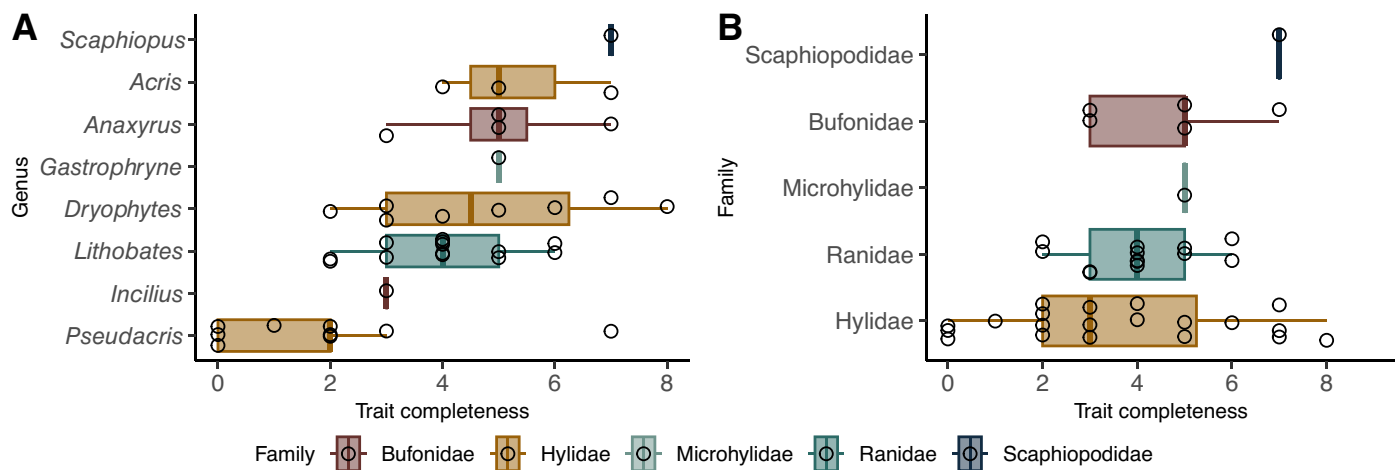 A
Genus
Scaphiopus
Acris
Anaxyrus
Gastrophryne
Dryophytes
Lithobates
Incilius
Pseudacris
0 2 4 6 8
Trait completeness
B
Family
Scaphiopodidae
Bufonidae
Microhylidae
Ranidae
Hylidae
0 2 4 6 8
Trait completeness
Family Bufonidae Hylidae Microhylidae Ranidae Scaphiopodidae